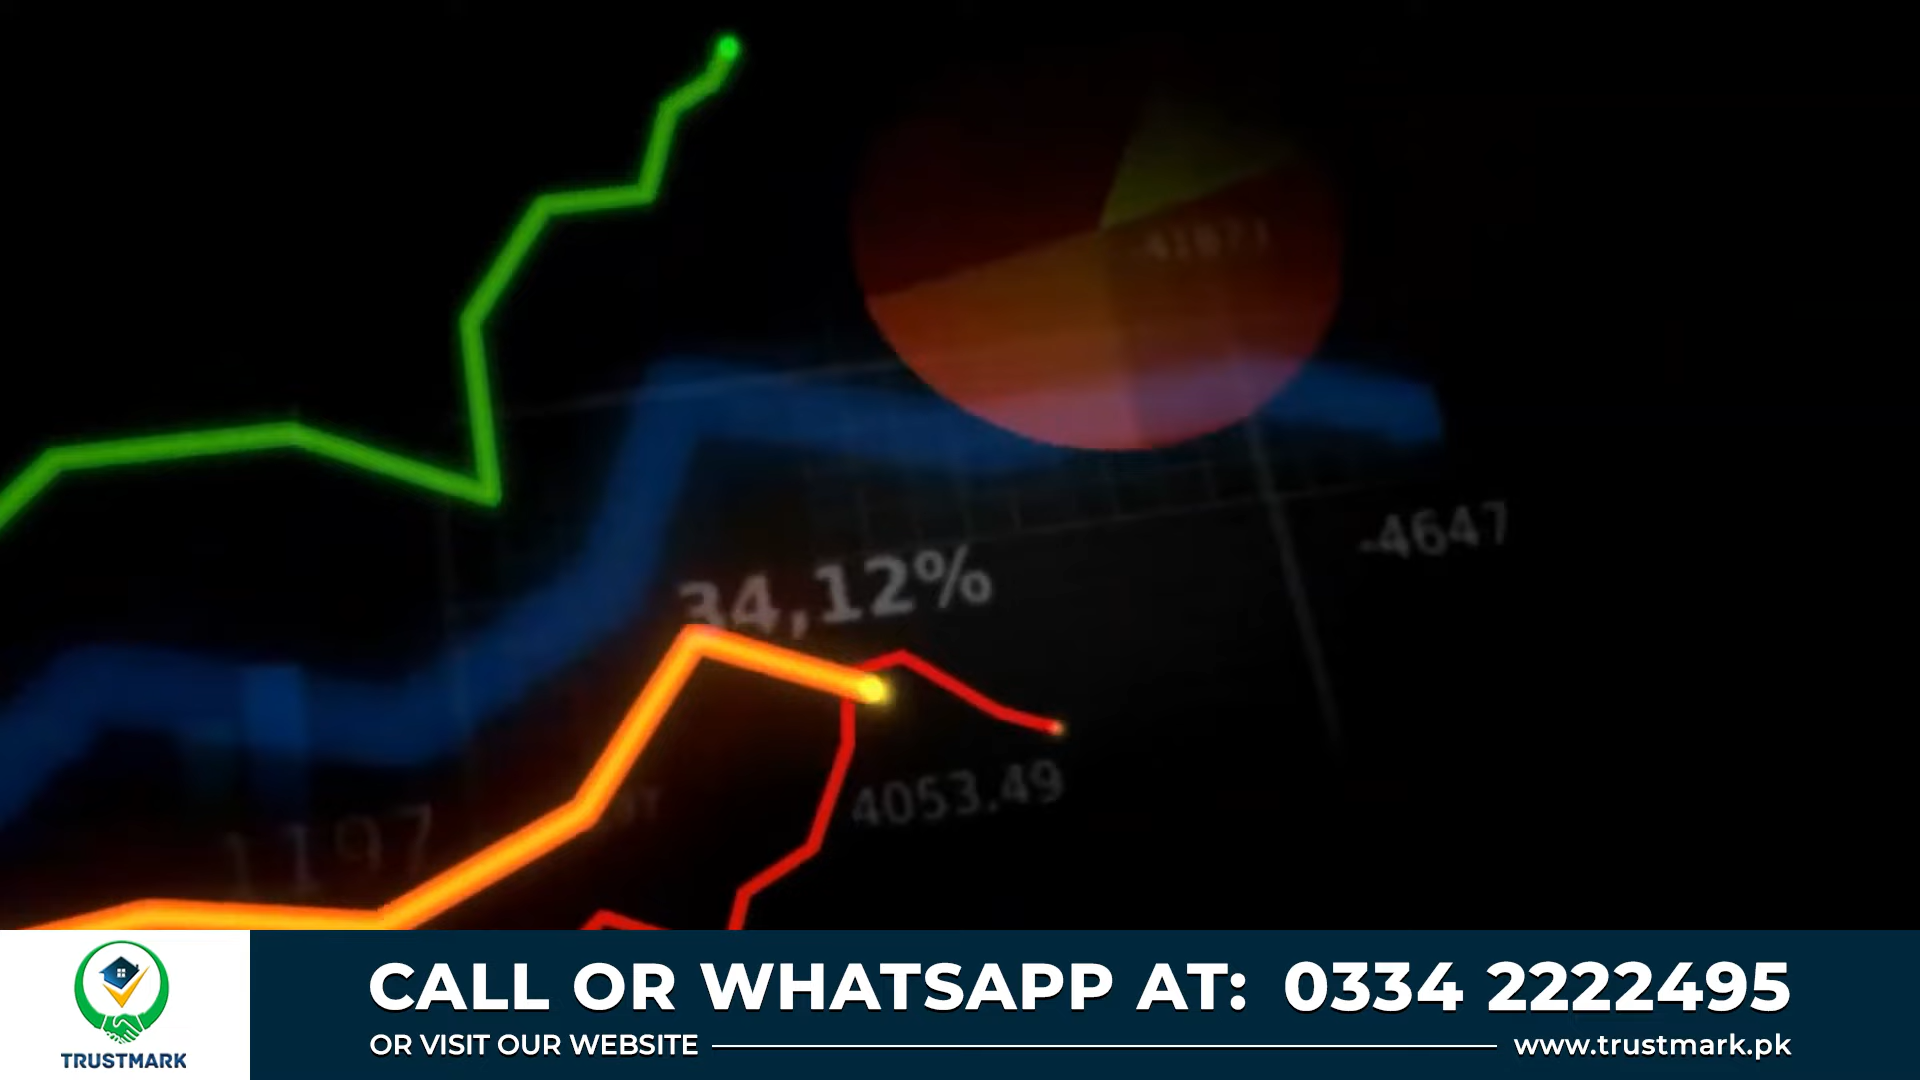 -41871
-4647
34,12%
4053.49
1197
TRUSTMARK
CALL OR WHATSAPP AT: 0334 2222495
OR VISIT OUR WEBSITE www.trustmark.pk